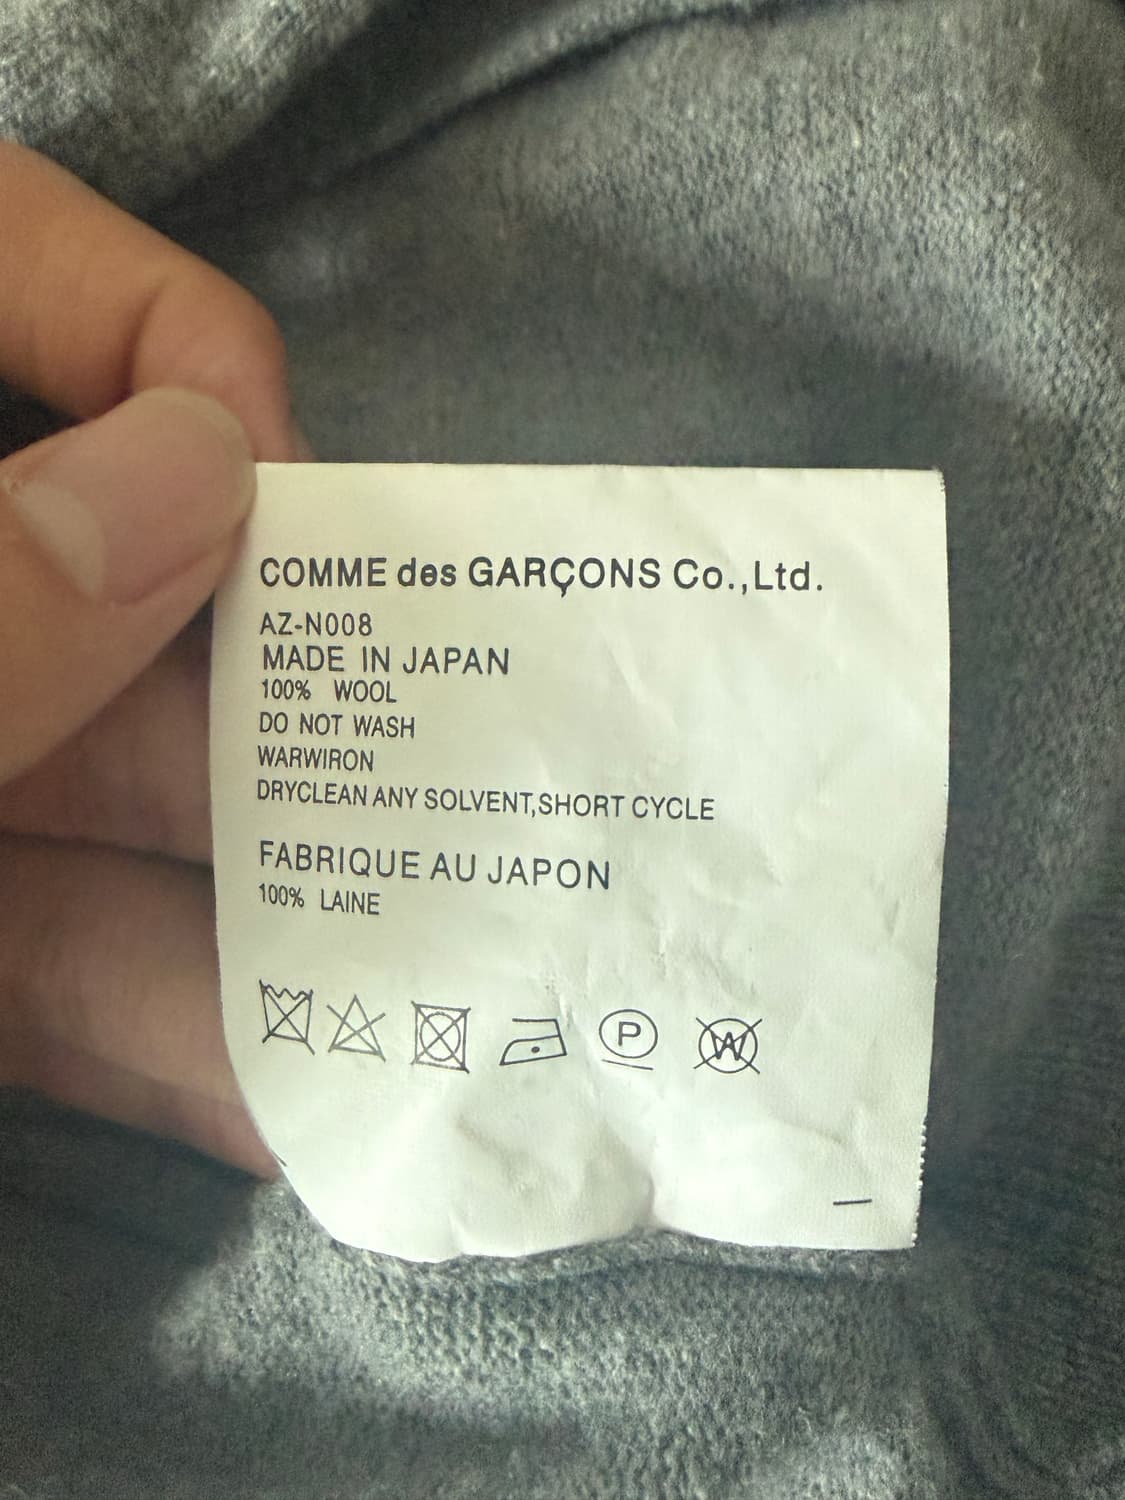 COMME des GARÇONS Co.,Ltd.
AZ-N008
MADE IN JAPAN
100% WOOL
DO NOT WASH
WARWIRON
DRYCLEAN ANY SOLVENT,SHORT CYCLE
FABRIQUE AU JAPON
100% LAINE
P W